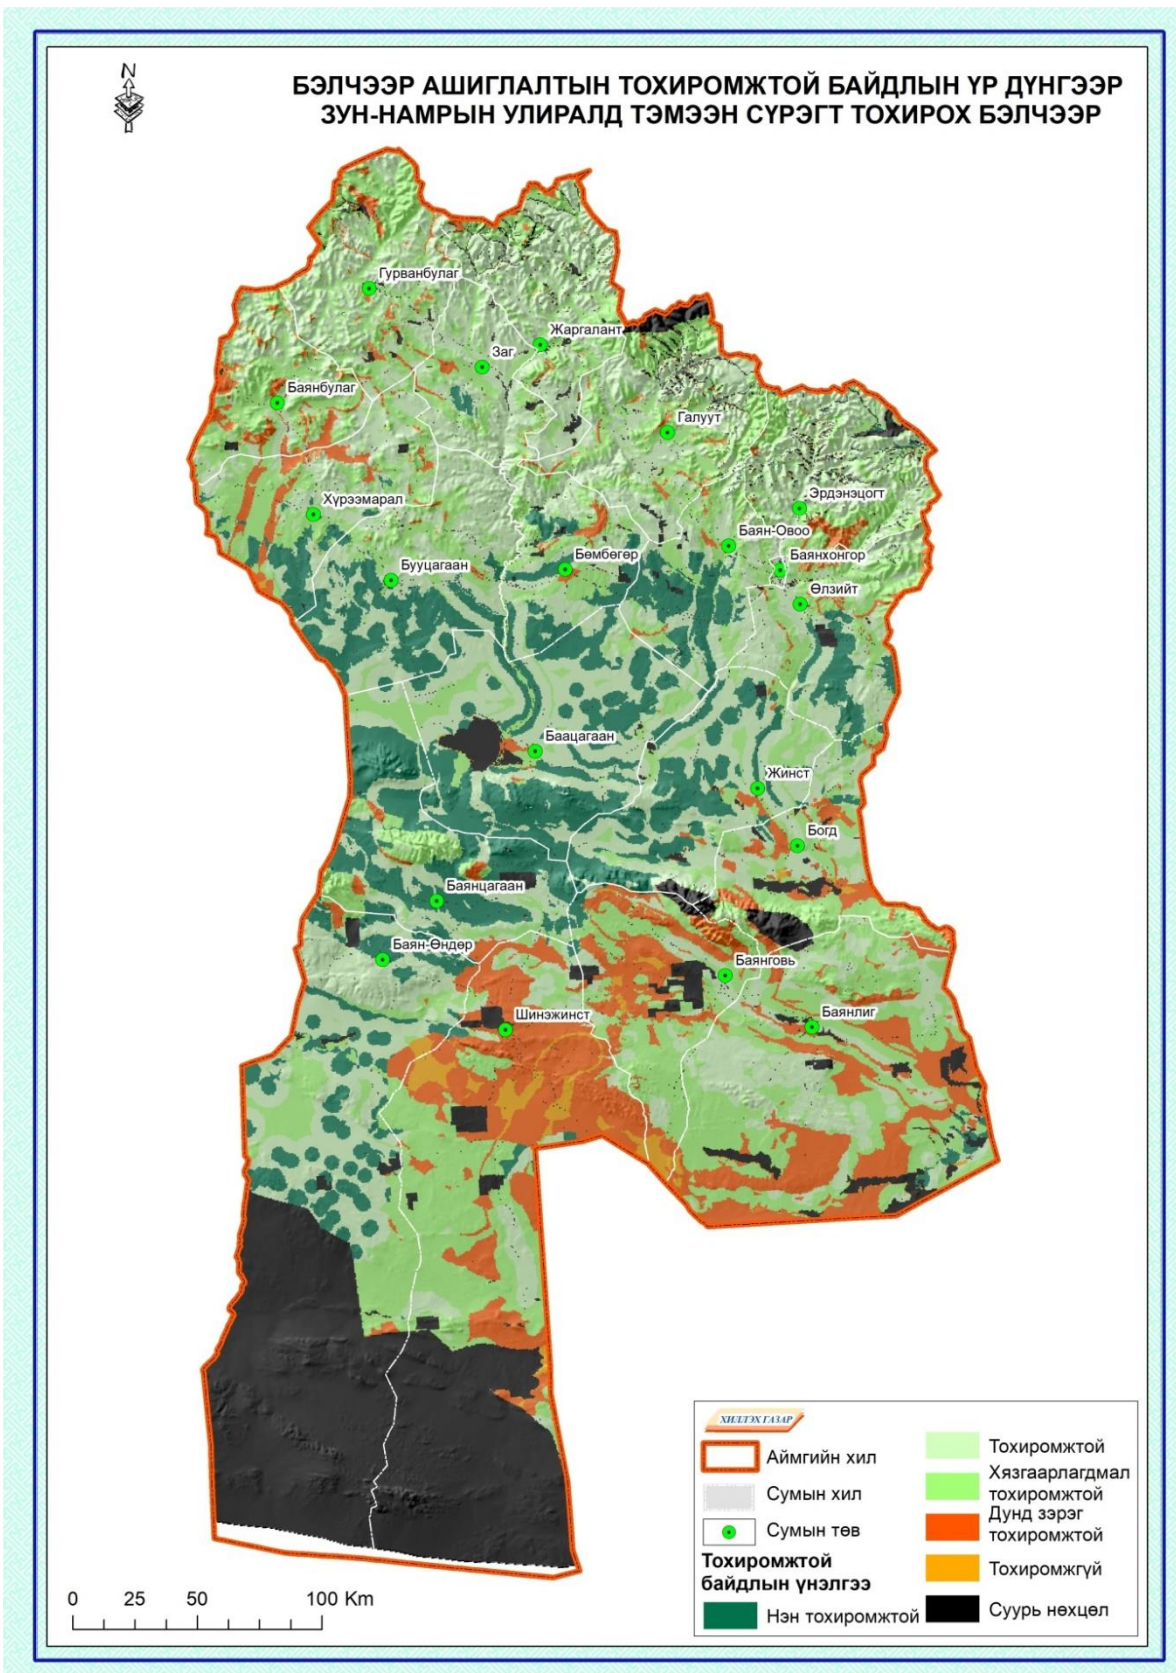 N
БЭЛЧЭЭР АШИГЛАЛТЫН ТОХИРОМЖТОЙ БАЙДЛЫН ҮР ДҮНГЭЭР
ЗУН-НАМРЫН УЛИРАЛД ТЭМЭЭН СҮРЭГТ ТОХИРОХ БЭЛЧЭЭР
Гурванбулаг
Жаргалант
Заг
Баянбулаг
Галуут
Хүрээмарал
Эрдэнэцогт
Баян-Овоо
Баянхонгор
Бөмбөгөр
Бууцагаан
Өлзийт
Баацагаан
Жинст
Богд
Баянцагаан
Баян-Өндөр
Баянговь
Шинэжинст
Баянлиг
ХИЛЛЭХ ГАЗАР
Аймгийн хил
Сумын хил
Сумын төв
Тохиромжтой
байдлын үнэлгээ
Нэн тохиромжтой
Тохиромжтой
Хязгаарлагдмал
тохиромжтой
Дунд зэрэг
тохиромжтой
Тохиромжгүй
Суурь нөхцөл
0 25 50 100 Km